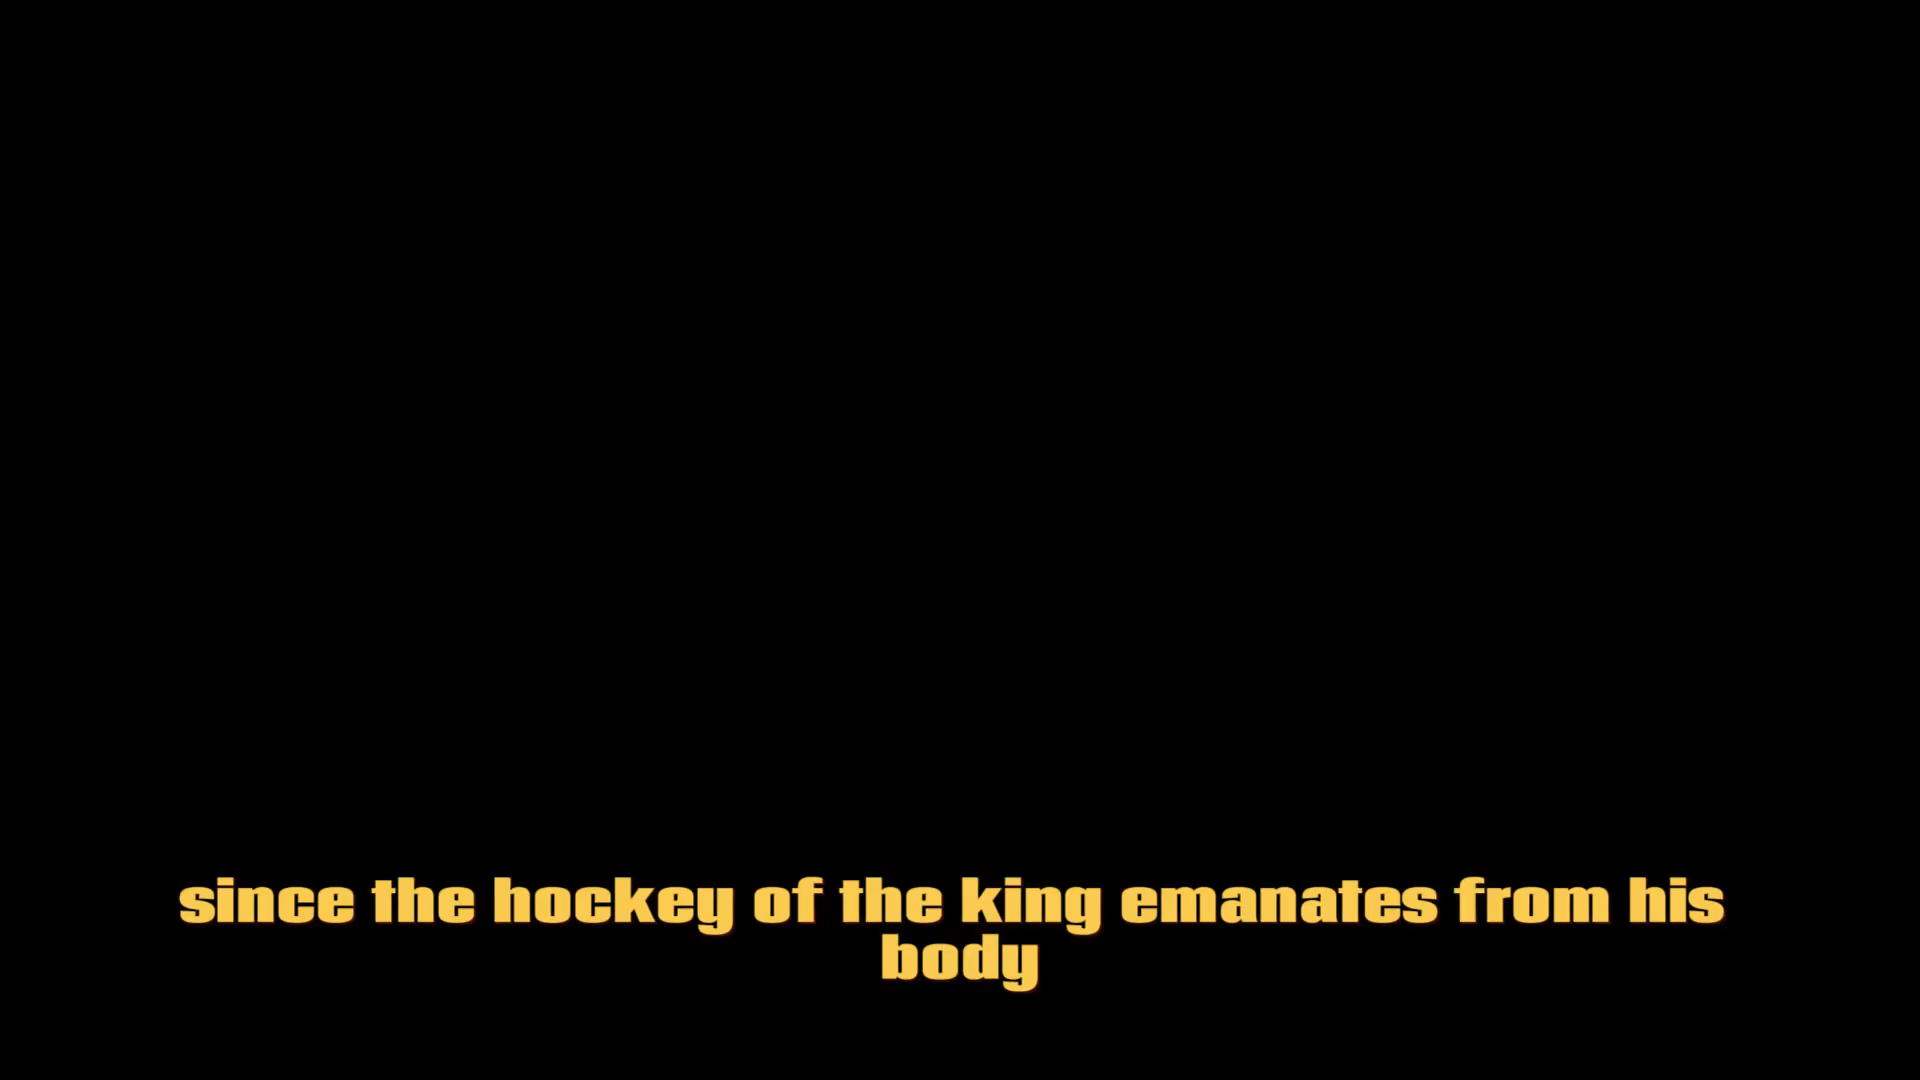 since the hockey of the king emanates from his
body